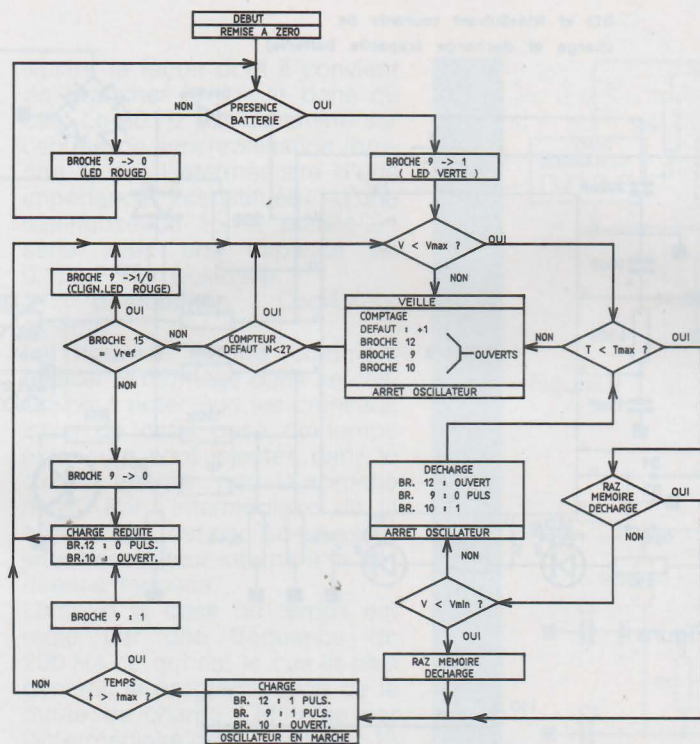 DEBUT
REMISE A ZERO
NON
PRESENCE
BATTERIE
OUI
BROCHE 9 -> 0
(LED ROUGE)
BROCHE 9 -> 1
( LED VERTE )
V < Vmax ?
OUI
NON
BROCHE 9 ->1/0
(CLIGN.LED ROUGE)
OUI
BROCHE 15
= Vref
NON
NON
OUI
COMPTEUR
DEFAUT N<2?
VEILLE
COMPTAGE
DEFAUT : +1
BROCHE 12
BROCHE 9
BROCHE 10
OUVERTS
ARRET OSCILLATEUR
NON
T < Tmax ?
OUI
BROCHE 9 -> 0
DECHARGE
BR. 12 : OUVERT
BR. 9 : 0 PULS
BR. 10 : 1
ARRET OSCILLATEUR
RAZ
MEMOIRE
DECHARGE
OUI
NON
CHARGE REDUITE
BR.12 : 0 PULS.
BR.10 = OUVERT.
NON
V < Vmin ?
OUI
BROCHE 9 : 1
OUI
RAZ MEMOIRE
DECHARGE
NON
TEMPS
t > tmax ?
CHARGE
BR. 12 : 1 PULS.
BR. 9 : 1 PULS.
BR. 10 : OUVERT.
OSCILLATEUR EN MARCHE